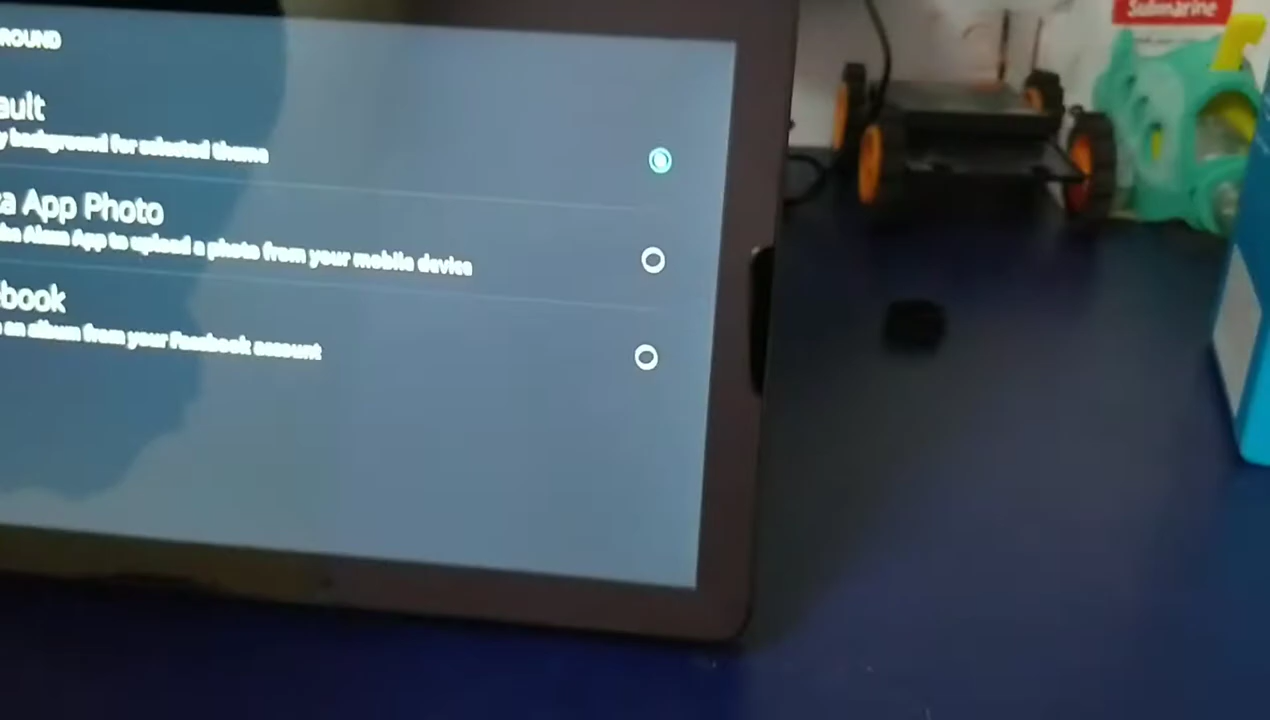 ROUND
ault
y background for selected theme
a App Photo
he Alexa App to upload a photo from your mobile device
book
an album from your Facebook account
Submarine